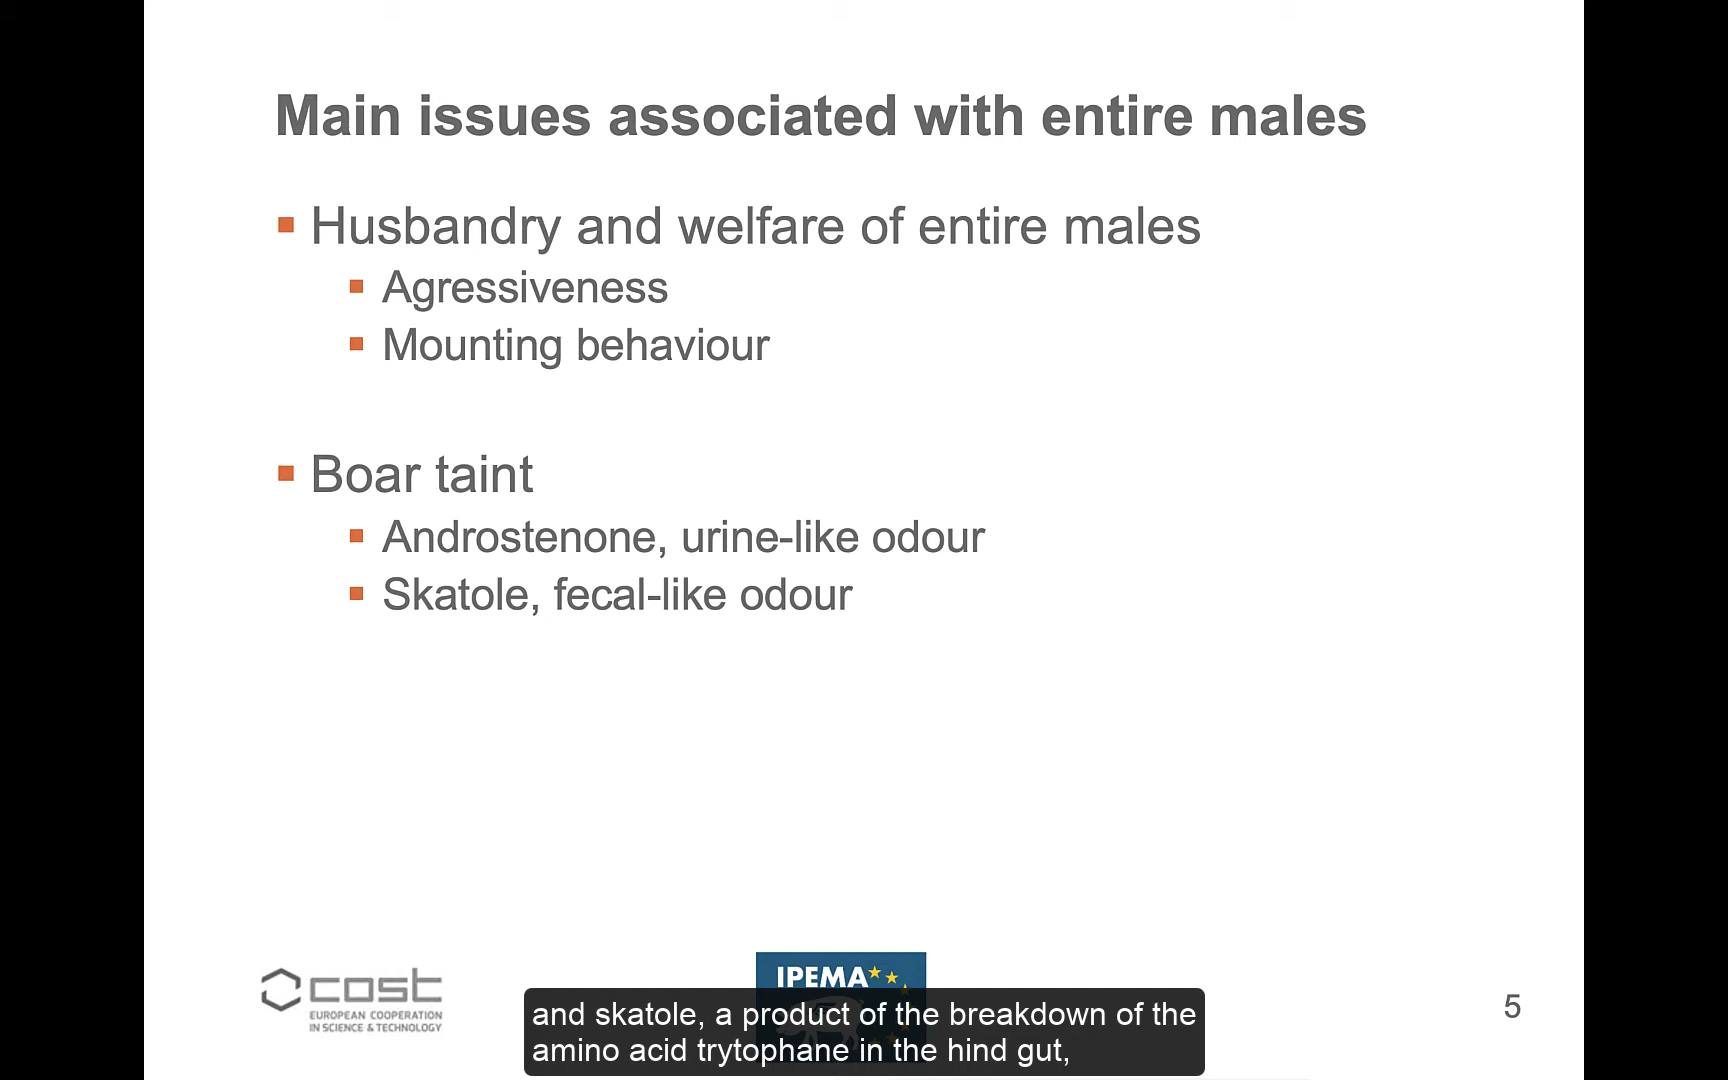 Main issues associated with entire males
Husbandry and welfare of entire males
Agressiveness
Mounting behaviour
Boar taint
Androstenone, urine-like odour
Skatole, fecal-like odour
cost
EUROPEAN COOPERATION
IN SCIENCE & TECHNOLOGY
IPEMA
5
and skatole, a product of the breakdown of the
amino acid trytophane in the hind gut,